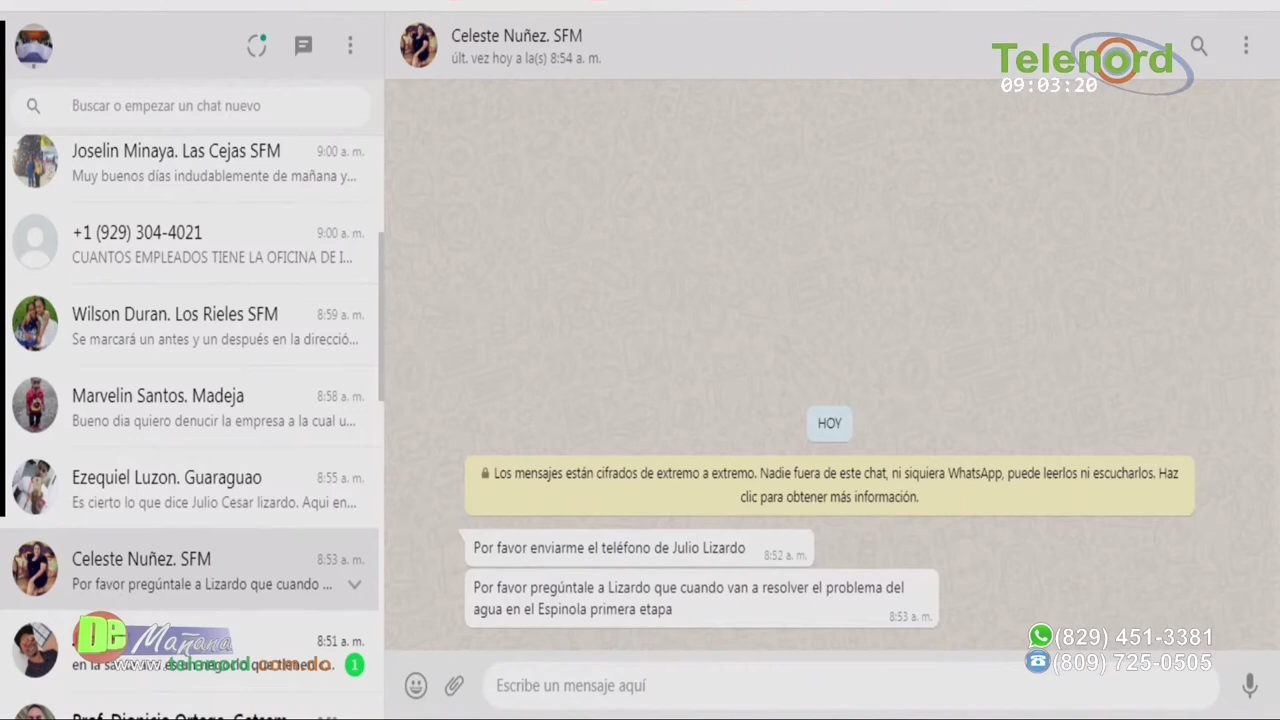 Celeste Nuñez. SFM
últ. vez hoy a la(s) 8:54 a. m.
Telenord
09:03:20
Buscar o empezar un chat nuevo
Joselin Minaya. Las Cejas SFM
9:00 a. m.
Muy buenos días indudablemente de mañana y...
+1 (929) 304-4021
9:00 a. m.
CUANTOS EMPLEADOS TIENE LA OFICINA DE I...
Wilson Duran. Los Rieles SFM
8:59 a. m.
Se marcará un antes y un después en la direcció...
Marvelin Santos. Madeja
8:58 a. m.
Bueno dia quiero denucir la empresa a la cual u...
Ezequiel Luzon. Guaraguao
8:55 a. m.
Es cierto lo que dice Julio Cesar lizardo. Aqui en...
Celeste Nuñez. SFM
8:53 a. m.
Por favor pregúntale a Lizardo que cuando ...
8:51 a. m.
1
De Mañana
www.telenord.com.do
HOY
Los mensajes están cifrados de extremo a extremo. Nadie fuera de este chat, ni siquiera WhatsApp, puede leerlos ni escucharlos. Haz
clic para obtener más información.
Por favor enviarme el teléfono de Julio Lizardo
8:52 a. m.
Por favor pregúntale a Lizardo que cuando van a resolver el problema del
agua en el Espinola primera etapa
8:53 a. m.
(829) 451-3381
(809) 725-0505
Escribe un mensaje aquí